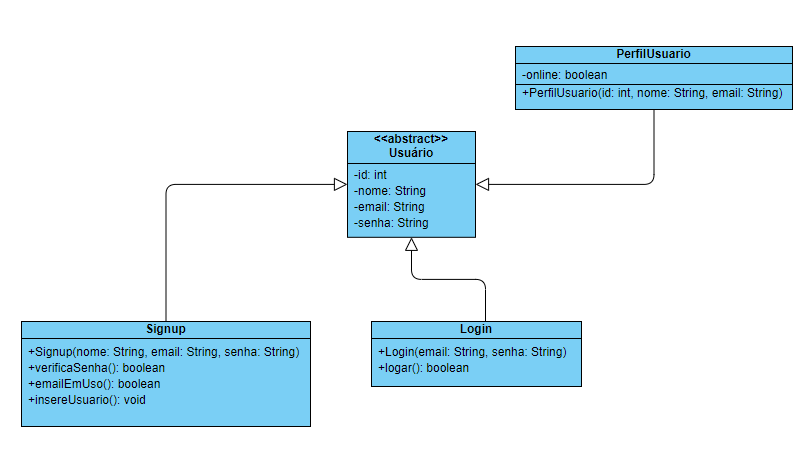 PerfilUsuario
-online: boolean
+PerfilUsuario(id: int, nome: String, email: String)
<<abstract>>
Usuário
-id: int
-nome: String
-email: String
-senha: String
Signup
+Signup(nome: String, email: String, senha: String)
+verificaSenha(): boolean
+emailEmUso(): boolean
+insereUsuario(): void
Login
+Login(email: String, senha: String)
+logar(): boolean